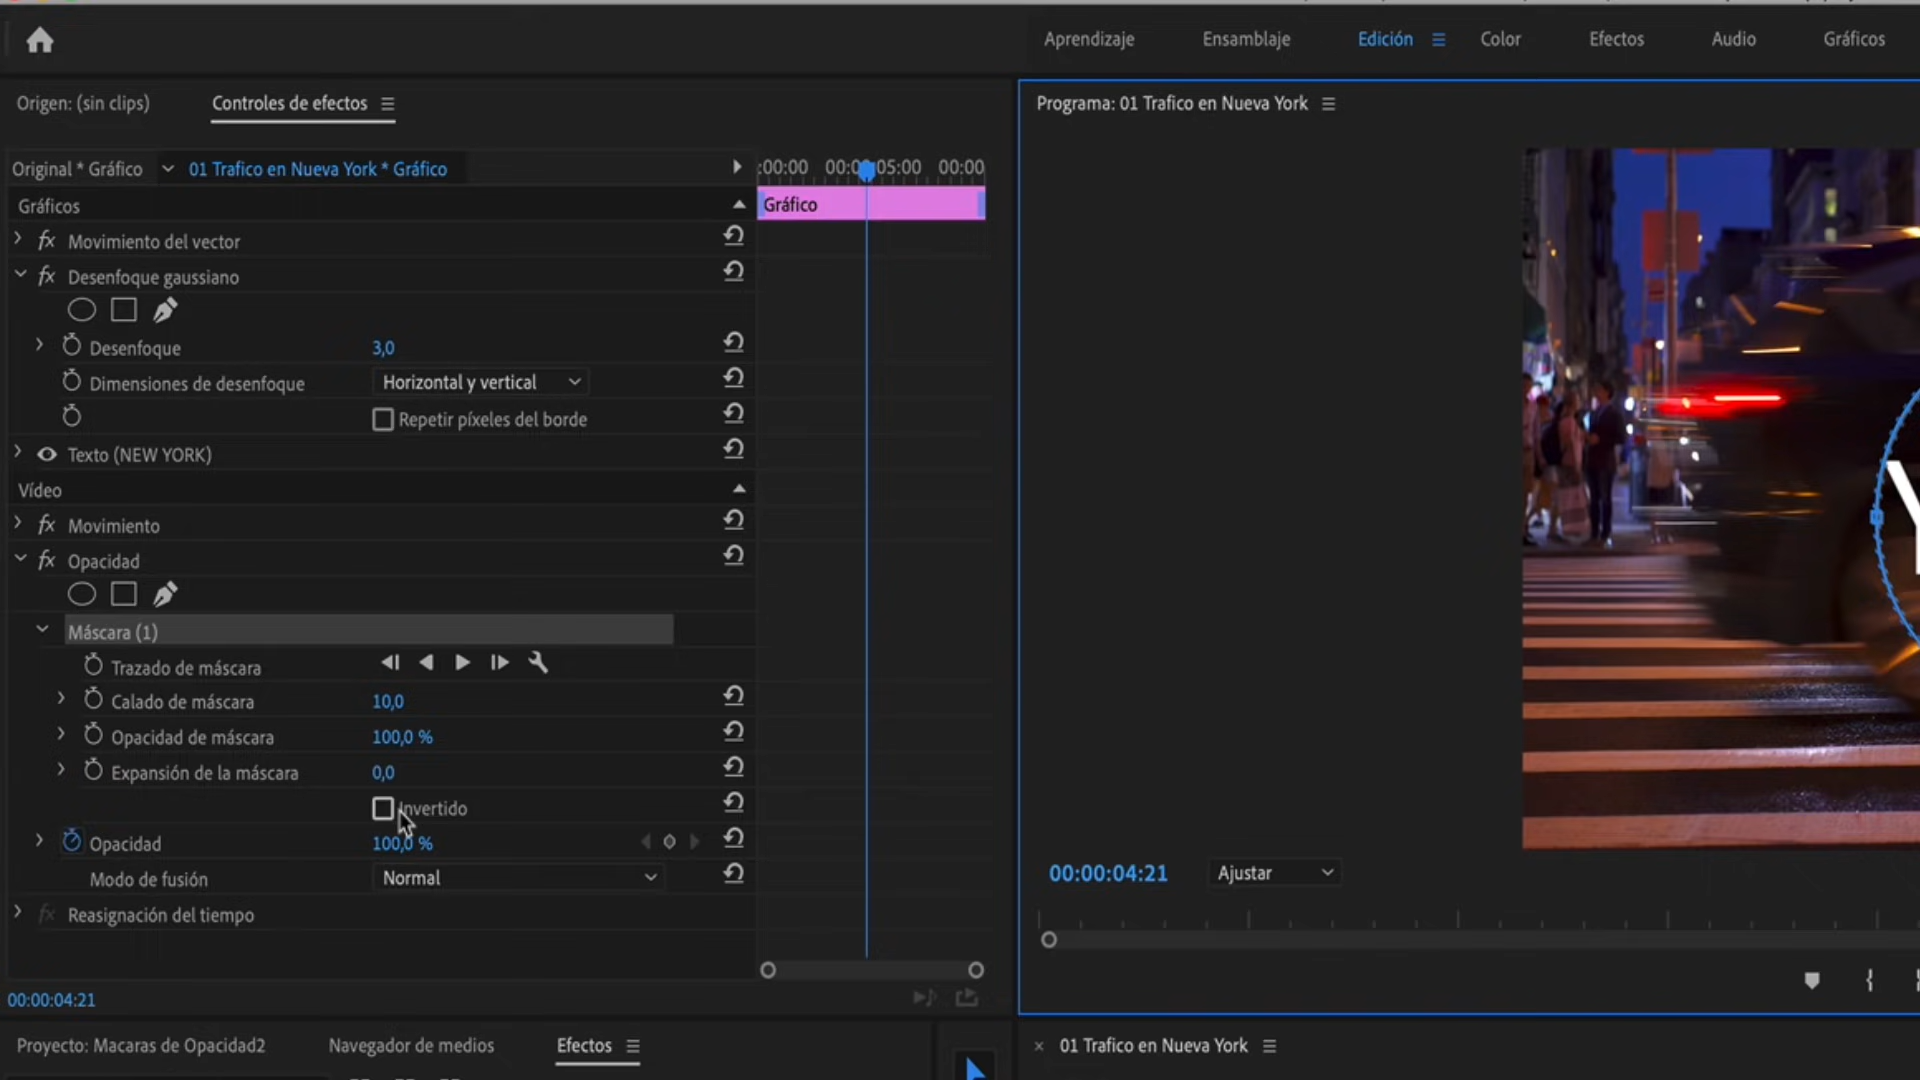 Aprendizaje
Ensamblaje
Edición
Color
Efectos
Audio
Gráficos
Origen: (sin clips)
Controles de efectos
Programa: 01 Trafico en Nueva York
Original * Gráfico
01 Trafico en Nueva York * Gráfico
:00:00
05:00
00:00
Gráficos
Gráfico
fx Movimiento del vector
fx Desenfoque gaussiano
Desenfoque
3,0
Dimensiones de desenfoque
Horizontal y vertical
Repetir píxeles del borde
Texto (NEW YORK)
Vídeo
fx Movimiento
fx Opacidad
Máscara (1)
Trazado de máscara
Calado de máscara
10,0
Opacidad de máscara
100,0 %
Expansión de la máscara
0,0
Invertido
Opacidad
100,0 %
Modo de fusión
Normal
fx Reasignación del tiempo
Y
00:00:04:21
Ajustar
00:00:04:21
Proyecto: Macaras de Opacidad2
Navegador de medios
Efectos
× 01 Trafico en Nueva York